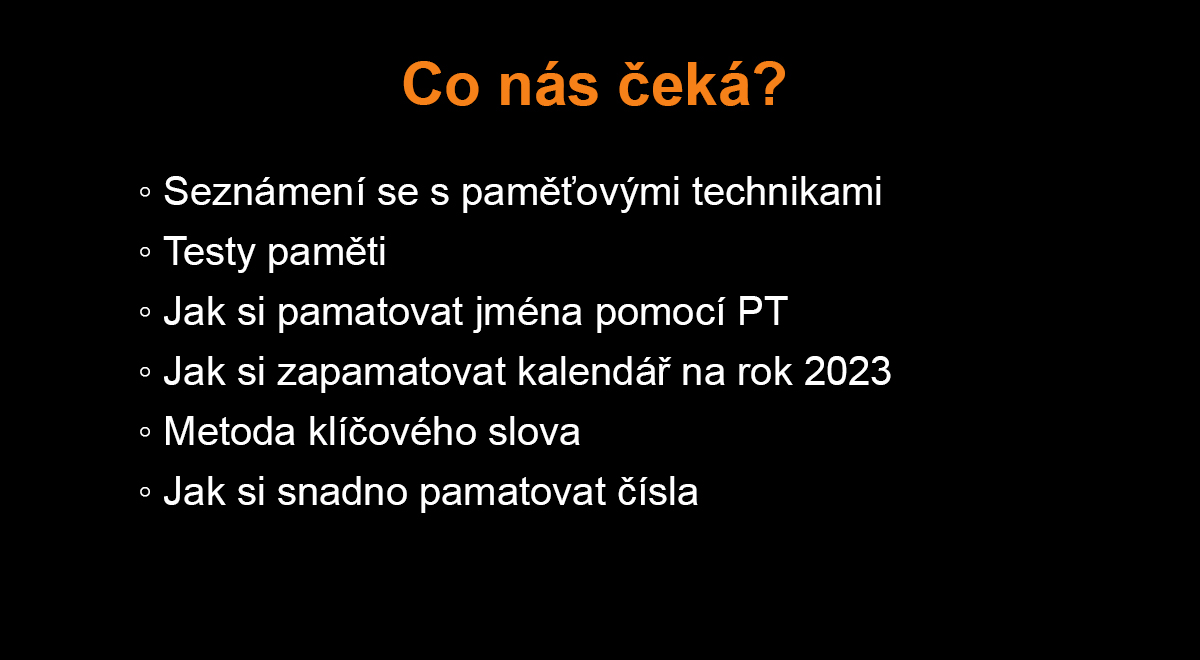 Co nás čeká?
◦ Seznámení se s paměťovými technikami
◦ Testy paměti
◦ Jak si pamatovat jména pomocí PT
◦ Jak si zapamatovat kalendář na rok 2023
◦ Metoda klíčového slova
◦ Jak si snadno pamatovat čísla